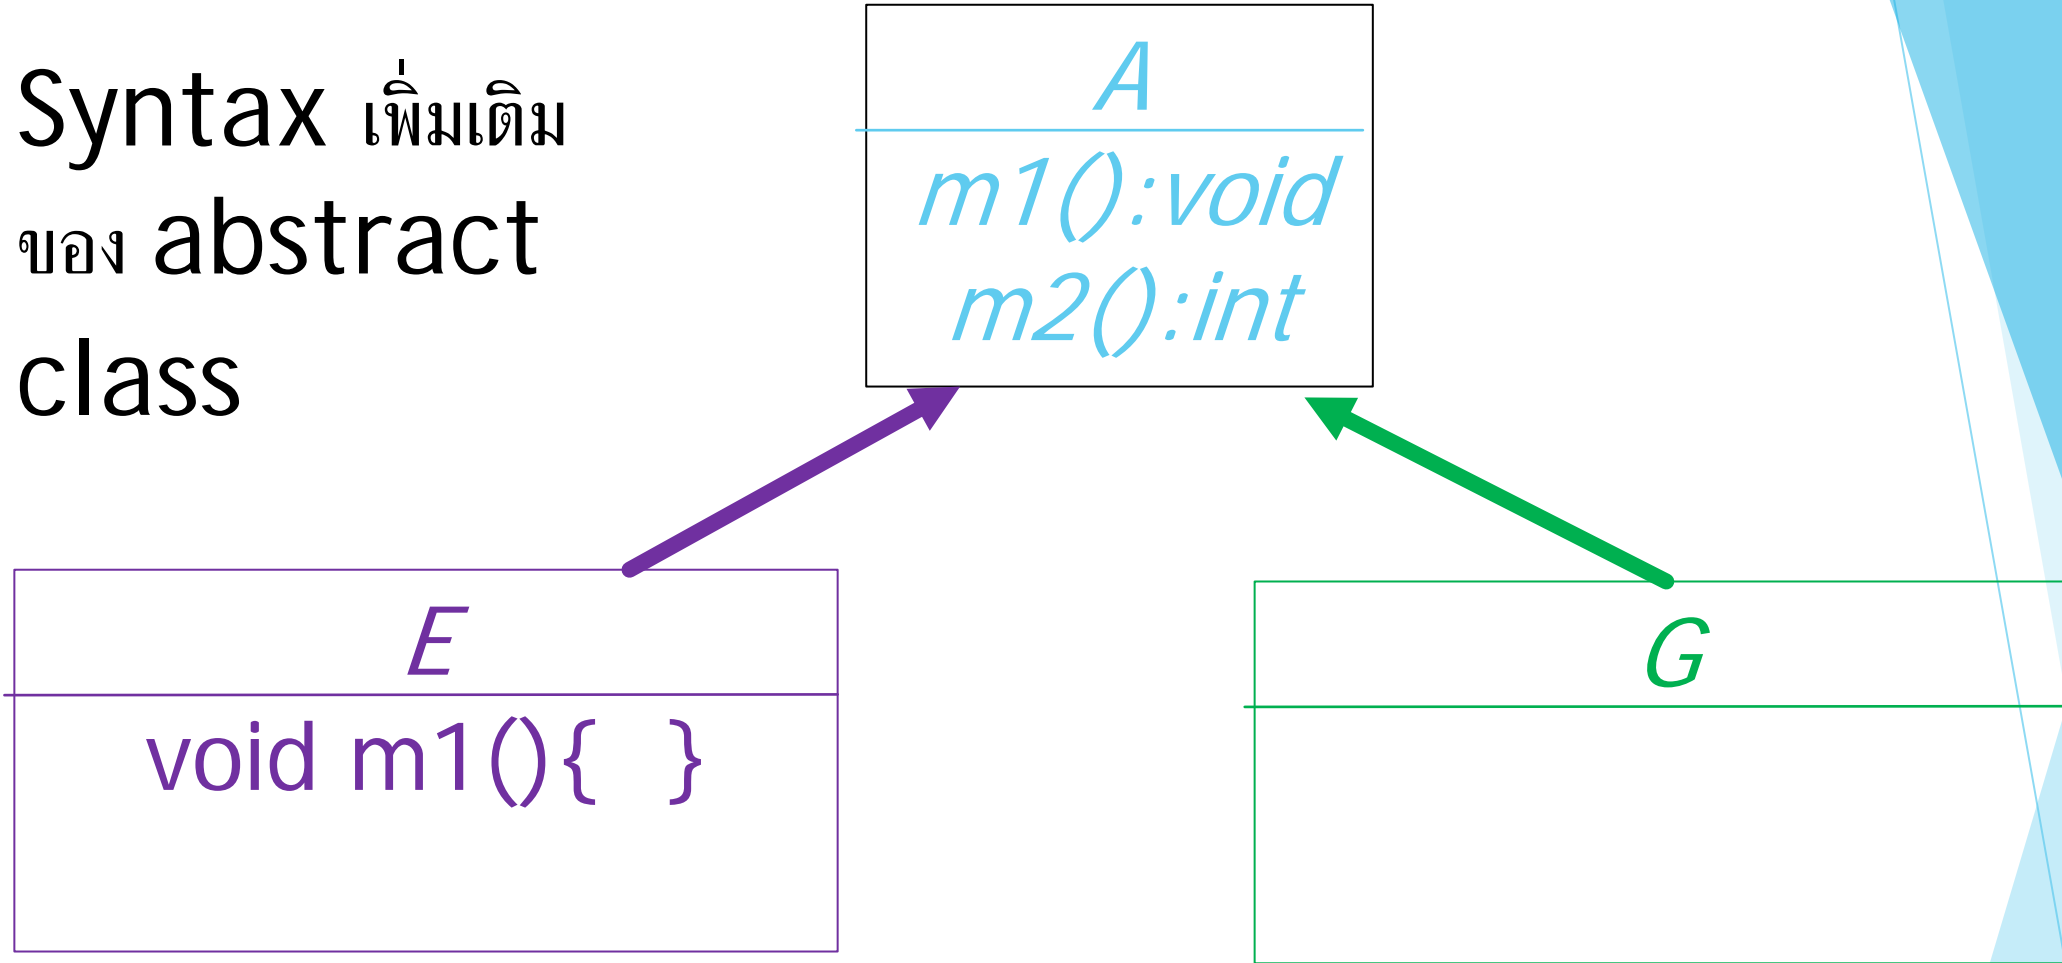 Syntax เพิ่มเติม
ของ abstract
class
A
m1():void
m2():int
E
void m1(){  }
G